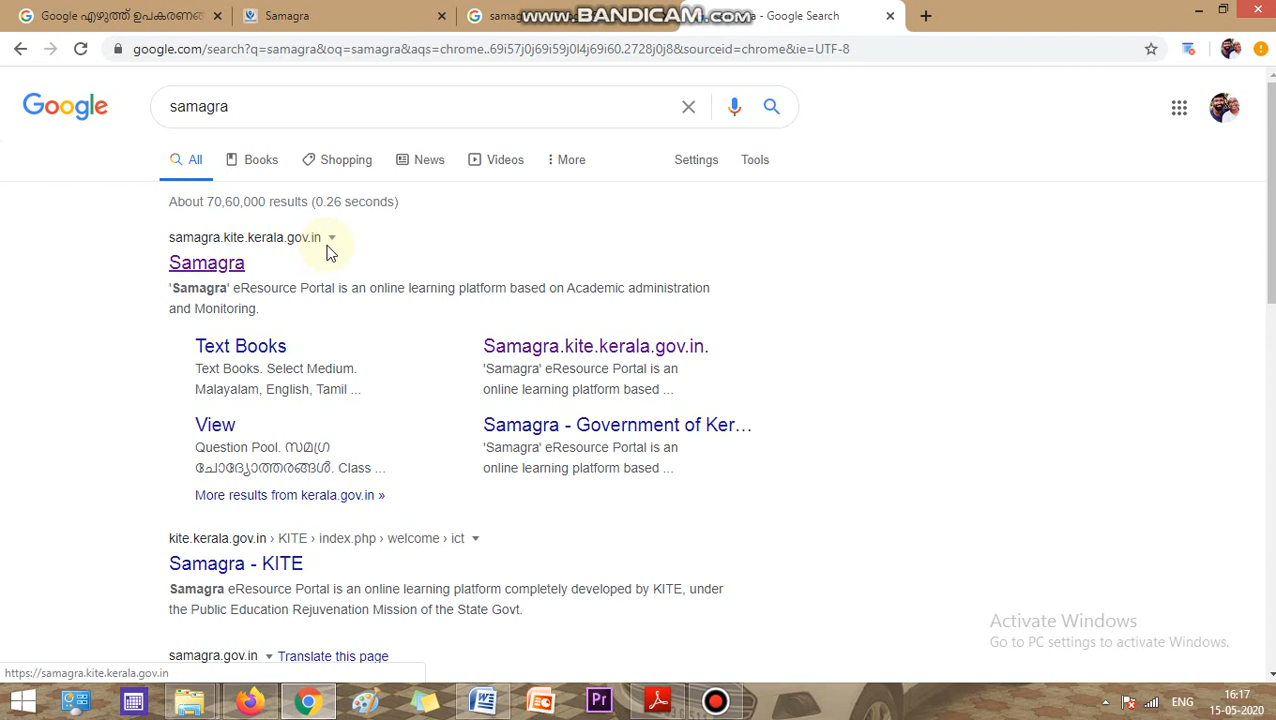 Google എഴുത്ത് ഉപകരണങ്ങ
Samagra
sama
- Google Search
www.BANDICAM.com
google.com/search?q=samagra&oq=samagra&aqs=chrome..69i57j0j69i59j0l4j69i60.2728j0j8&sourceid=chrome&ie=UTF-8
Google
samagra
All
Books
Shopping
News
Videos
More
Settings
Tools
About 70,60,000 results (0.26 seconds)
samagra.kite.kerala.gov.in
Samagra
'Samagra' eResource Portal is an online learning platform based on Academic administration
and Monitoring.
Text Books
Text Books. Select Medium.
Malayalam, English, Tamil ...
Samagra.kite.kerala.gov.in.
'Samagra' eResource Portal is an
online learning platform based ...
View
Question Pool. സമഗ്ര
ചോദ്യോത്തരങ്ങൾ. Class ...
Samagra - Government of Ker...
'Samagra' eResource Portal is an
online learning platform based ...
More results from kerala.gov.in »
kite.kerala.gov.in › KITE › index.php › welcome › ict
Samagra - KITE
Samagra eResource Portal is an online learning platform completely developed by KITE, under
the Public Education Rejuvenation Mission of the State Govt.
samagra.gov.in
Translate this page
Activate Windows
Go to PC settings to activate Windows.
https://samagra.kite.kerala.gov.in
Pr
ENG
16:17
15-05-2020